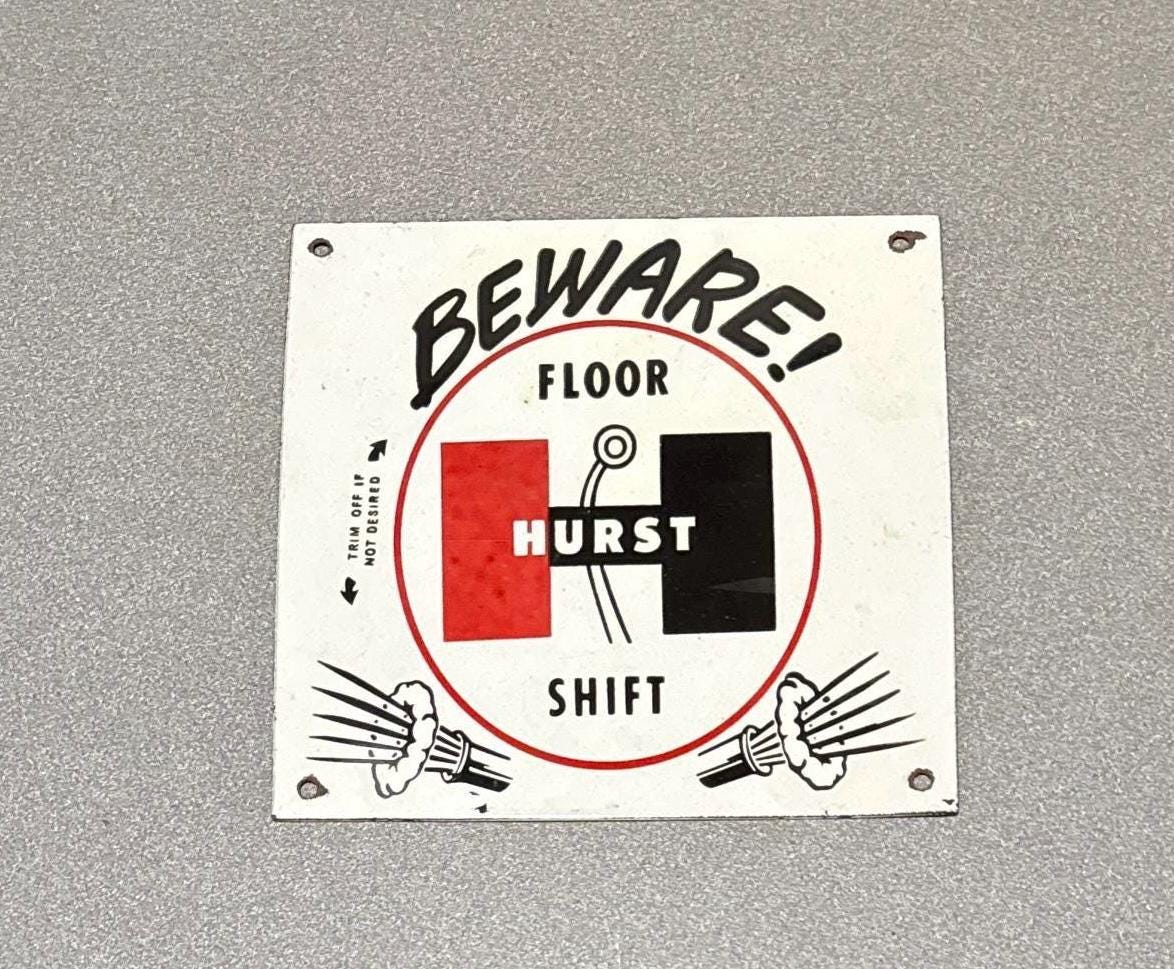 BEWARE!
FLOOR
HURST
SHIFT
TRIM OFF IF
NOT DESIRED